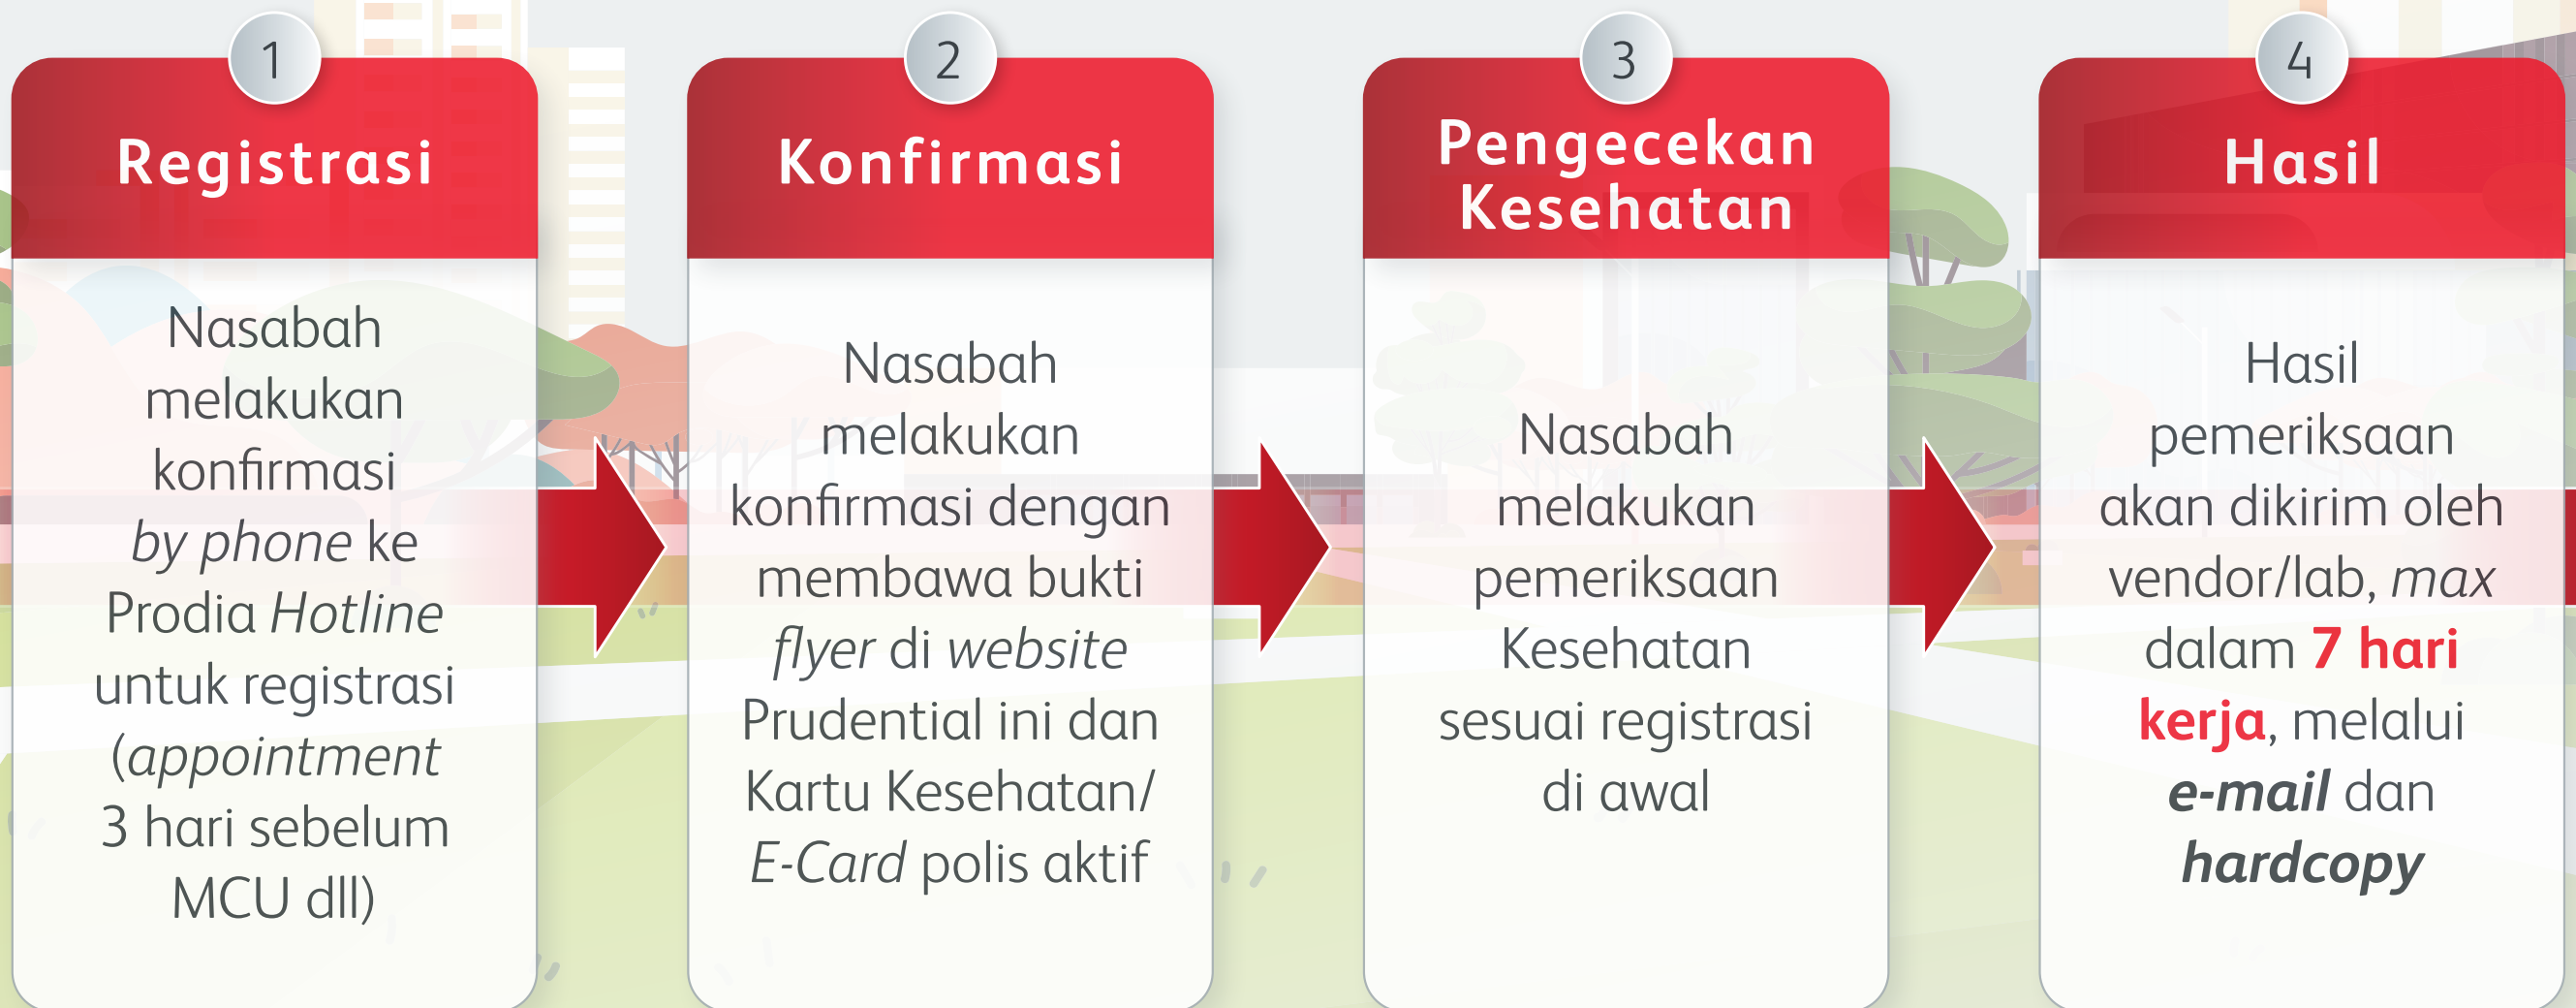 1
Registrasi
Nasabah
melakukan
konfirmasi
by phone ke
Prodia Hotline
untuk registrasi
(appointment
3 hari sebelum
MCU dll)
2
Konfirmasi
Nasabah
melakukan
konfirmasi dengan
membawa bukti
flyer di website
Prudential ini dan
Kartu Kesehatan/
E-Card polis aktif
3
Pengecekan
Kesehatan
Nasabah
melakukan
pemeriksaan
Kesehatan
sesuai registrasi
di awal
4
Hasil
Hasil
pemeriksaan
akan dikirim oleh
vendor/lab, max
dalam 7 hari
kerja, melalui
e-mail dan
hardcopy